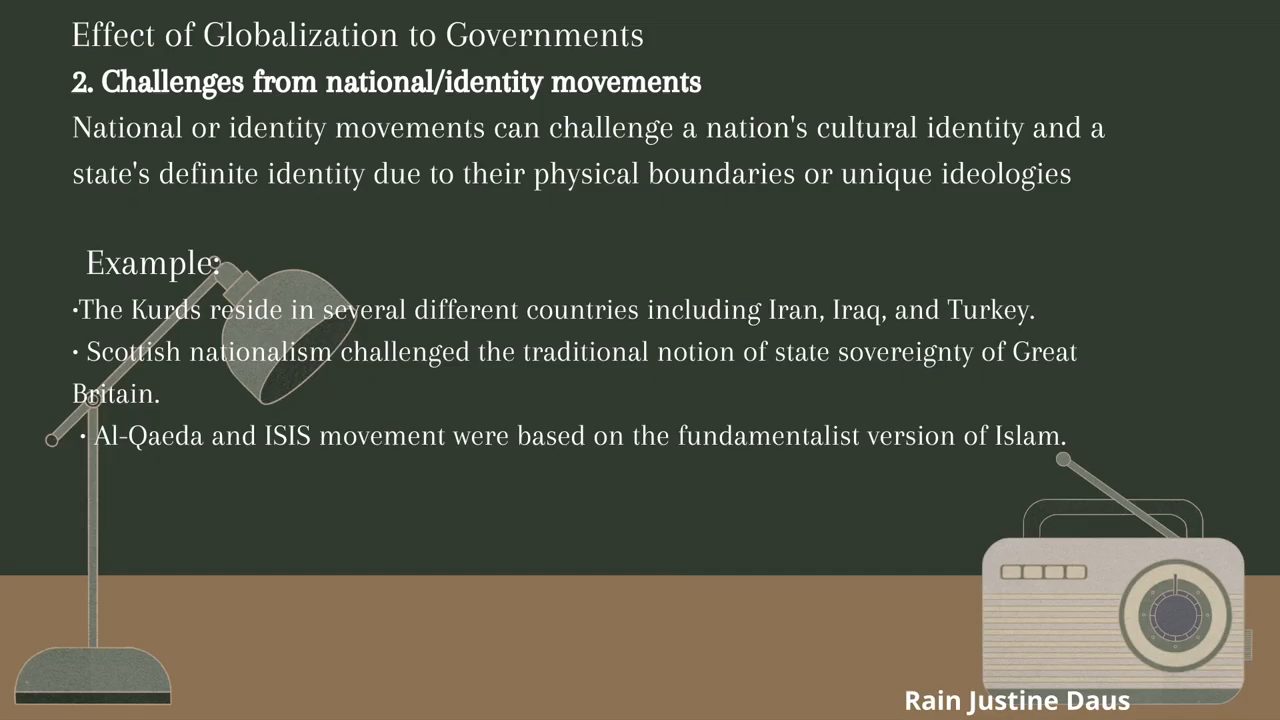 Effect of Globalization to Governments
2. Challenges from national/identity movements
National or identity movements can challenge a nation's cultural identity and a
state's definite identity due to their physical boundaries or unique ideologies
Example:
·The Kurds reside in several different countries including Iran, Iraq, and Turkey.
· Scottish nationalism challenged the traditional notion of state sovereignty of Great
Britain.
· Al-Qaeda and ISIS movement were based on the fundamentalist version of Islam.
Rain Justine Daus